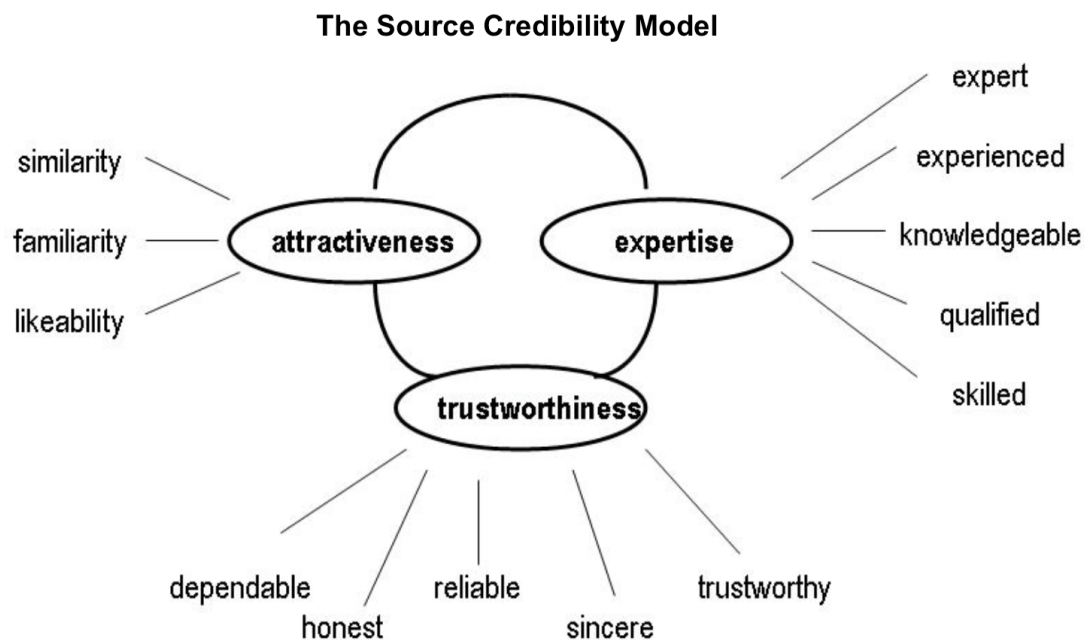 The Source Credibility Model
expert
experienced
similarity
familiarity
likeability
attractiveness
expertise
knowledgeable
qualified
skilled
trustworthiness
dependable
honest
reliable
sincere
trustworthy